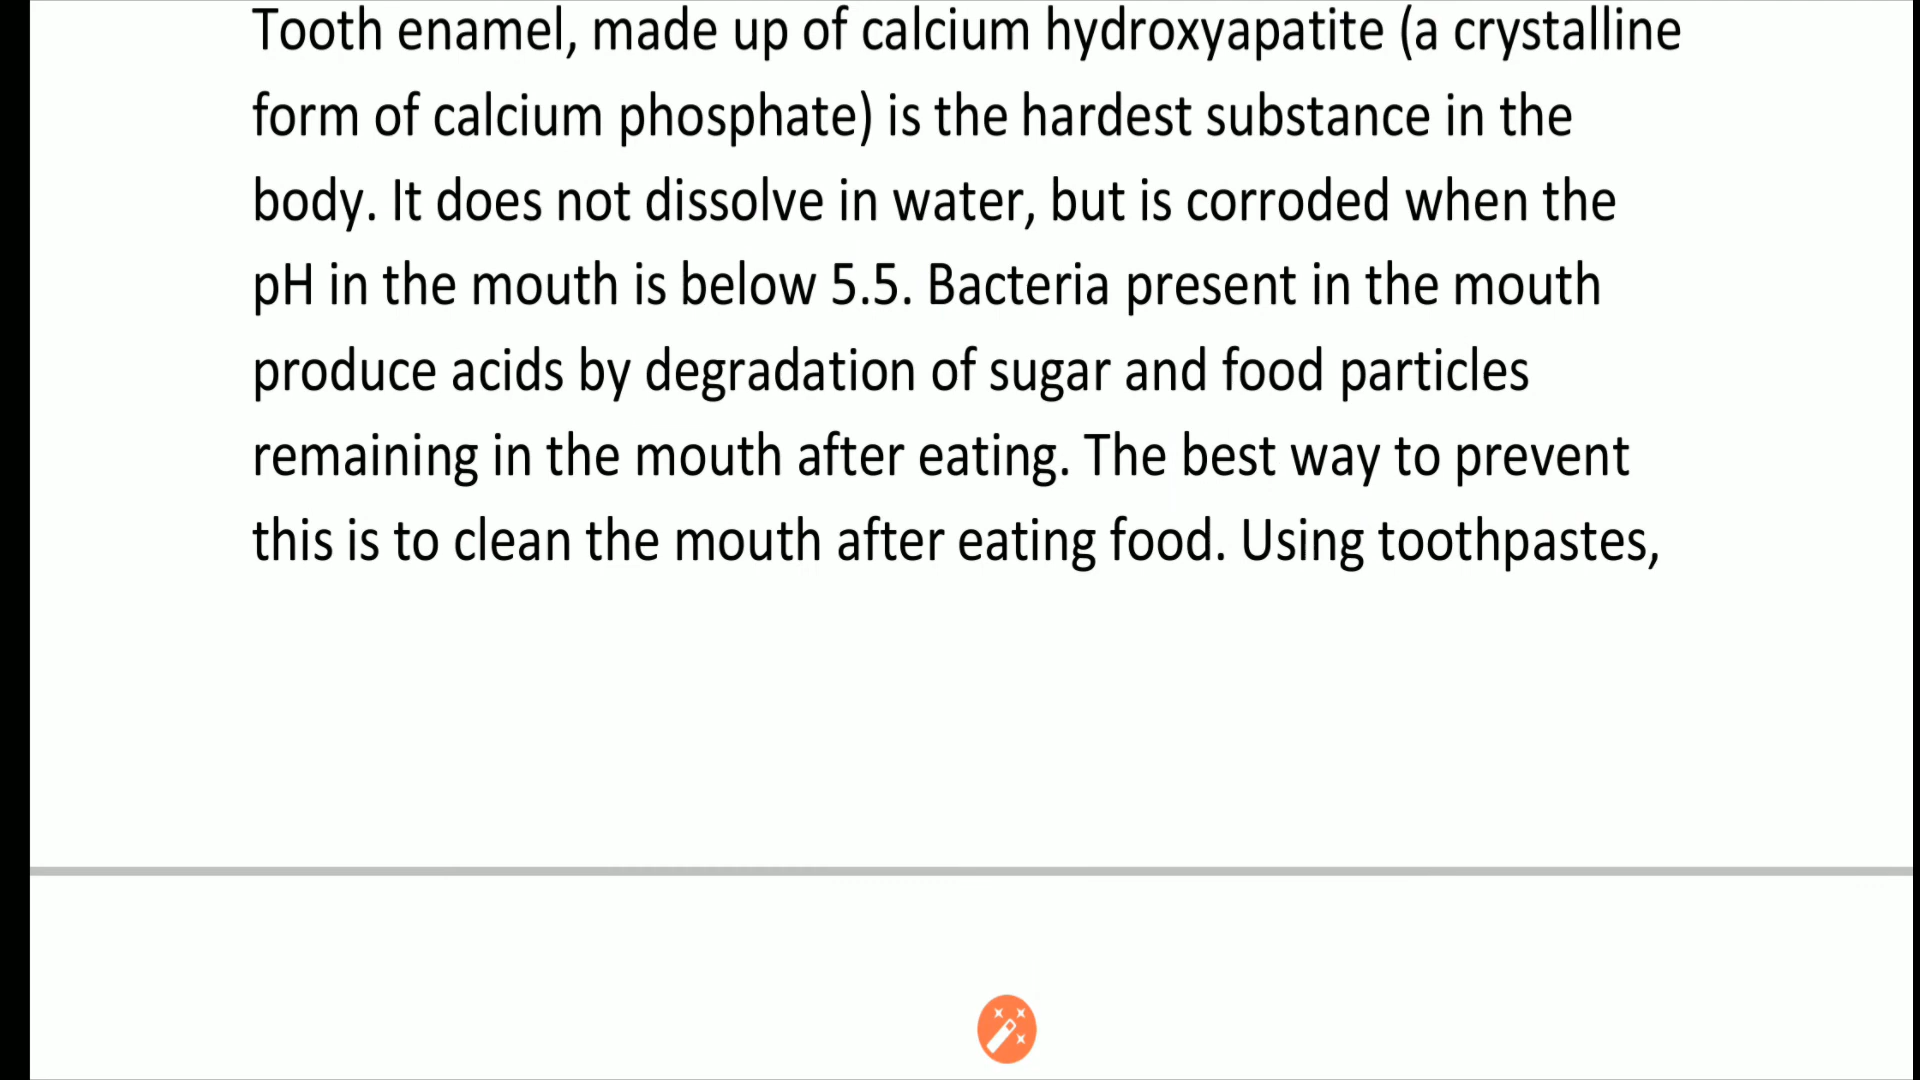 Tooth enamel, made up of calcium hydroxyapatite (a crystalline
form of calcium phosphate) is the hardest substance in the
body. It does not dissolve in water, but is corroded when the
pH in the mouth is below 5.5. Bacteria present in the mouth
produce acids by degradation of sugar and food particles
remaining in the mouth after eating. The best way to prevent
this is to clean the mouth after eating food. Using toothpastes,